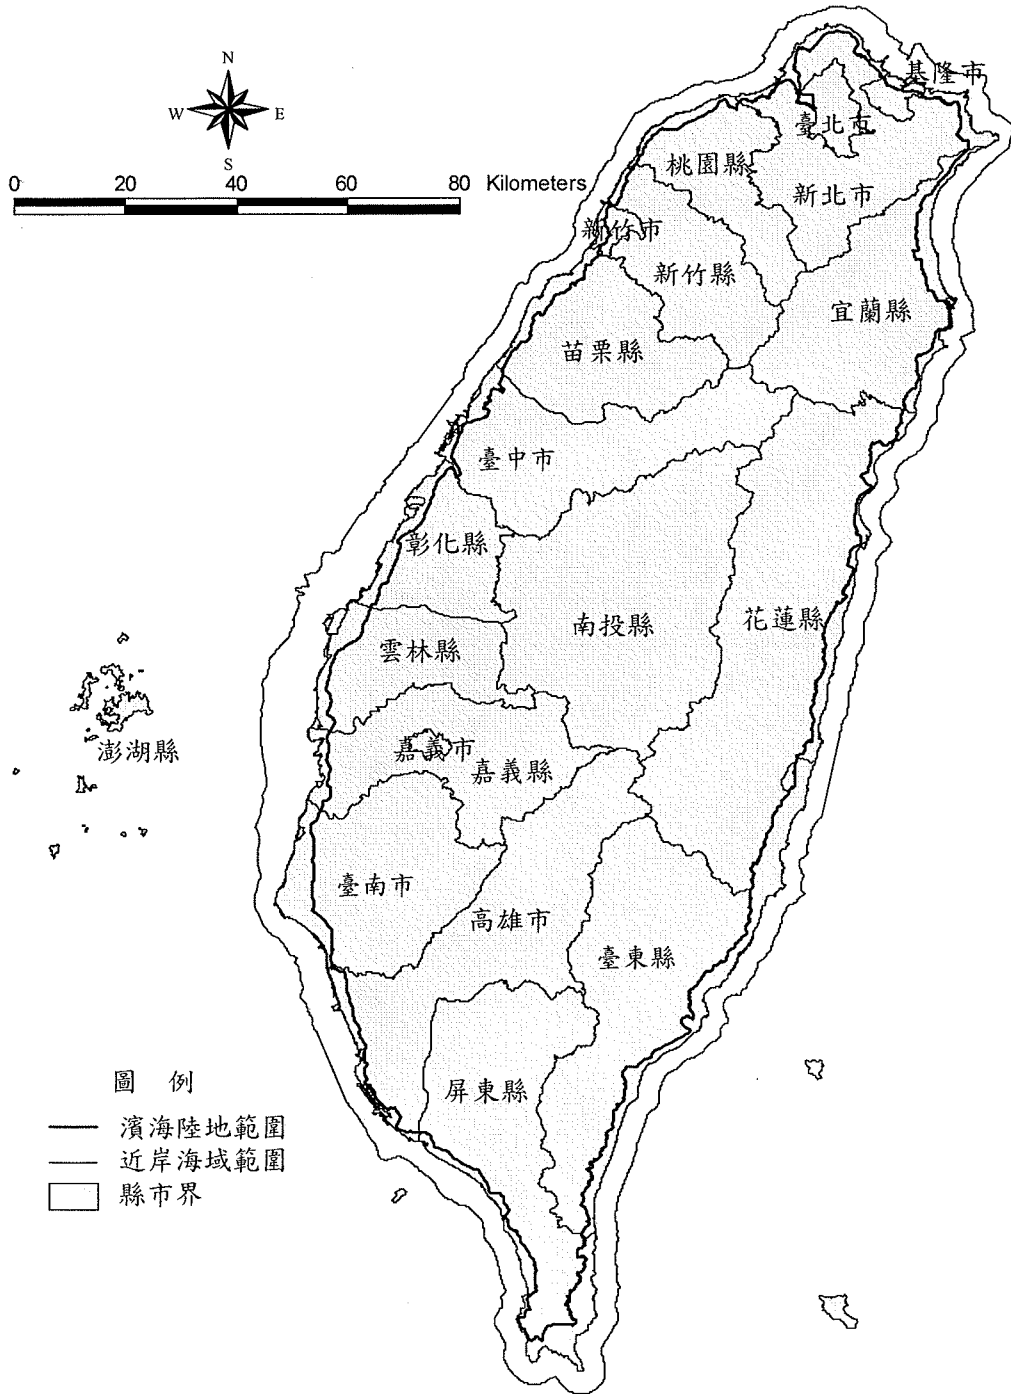 N
W
E
S
0 20 40 60 80 Kilometers
基隆市
臺北市
桃園縣
新北市
新竹市
新竹縣
宜蘭縣
苗栗縣
臺中市
彰化縣
南投縣
花蓮縣
雲林縣
澎湖縣
嘉義市
嘉義縣
臺南市
高雄市
臺東縣
屏東縣
圖 例
濱海陸地範圍
近岸海域範圍
縣市界